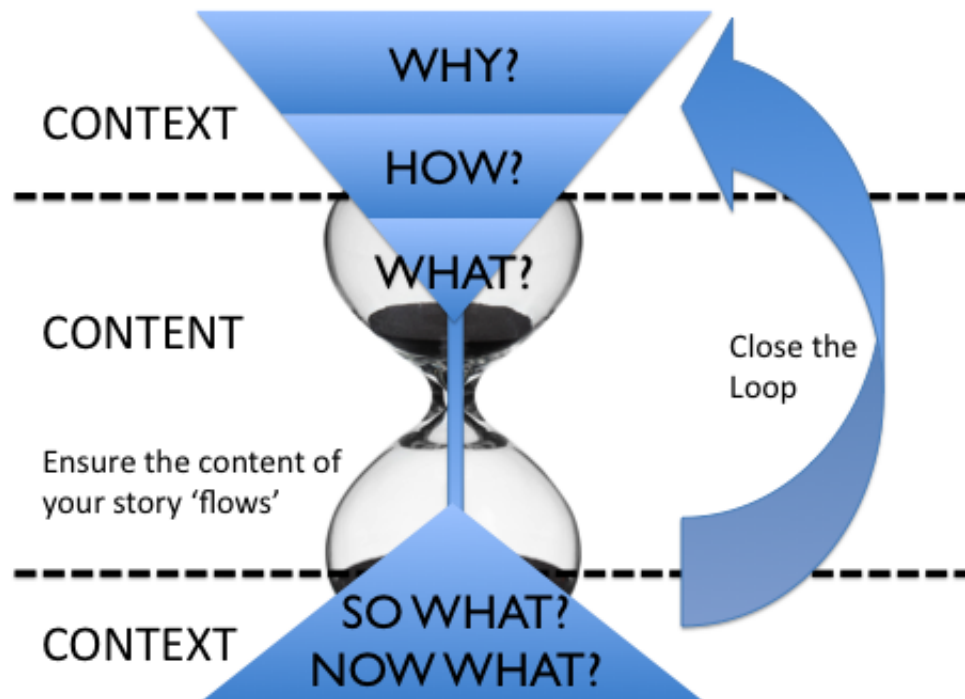 WHY?
CONTEXT
HOW?
WHAT?
CONTENT
Close the
Loop
Ensure the content of
your story ‘flows’
SO WHAT?
CONTEXT
NOW WHAT?